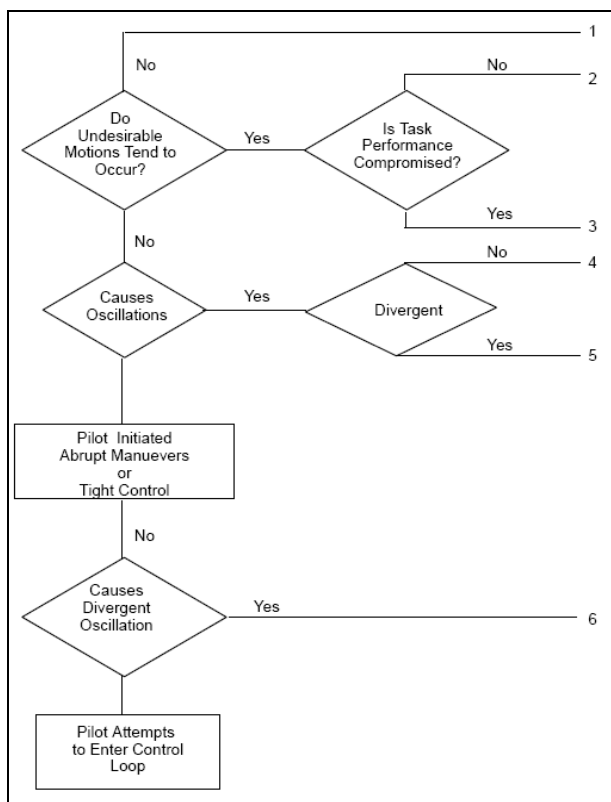 1
No
No
2
Do
Undesirable
Motions Tend to
Occur?
Yes
Is Task
Performance
Compromised?
Yes
3
No
No
4
Causes
Oscillations
Yes
Divergent
Yes
5
Pilot Initiated
Abrupt Manuevers
or
Tight Control
No
Causes
Divergent
Oscillation
Yes
6
Pilot Attempts
to Enter Control
Loop